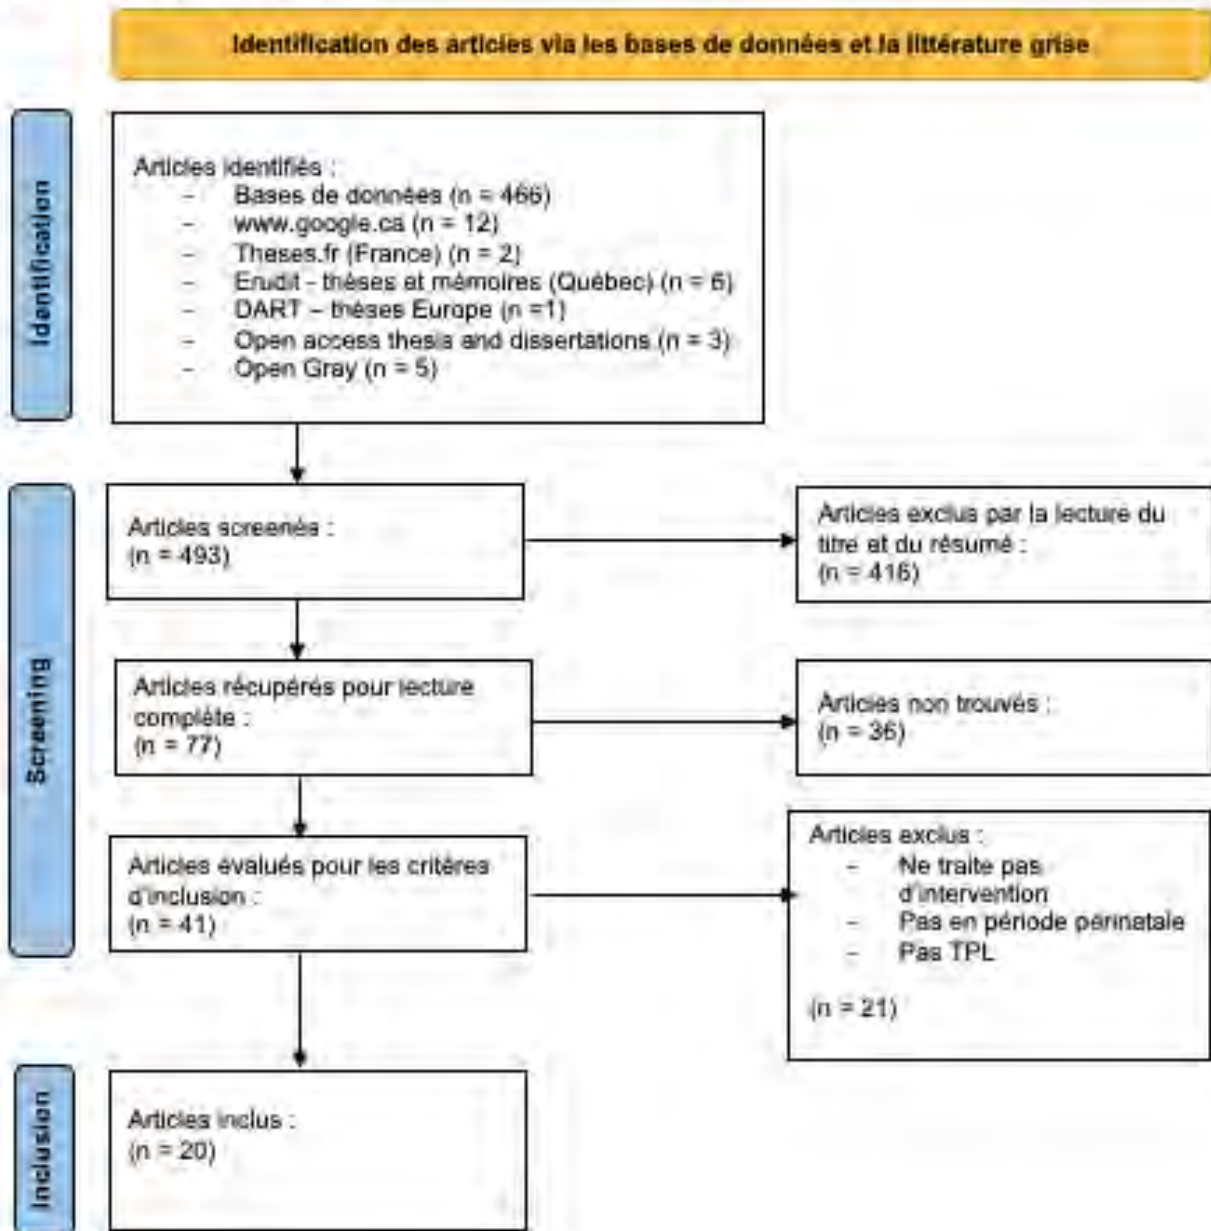 Identification des articles via les bases de données et la littérature grise
Identification
Articles identifiés :
- Bases de données (n = 466)
- www.google.ca (n = 12)
- Theses.fr (France) (n = 2)
- Erudit - thèses et mémoires (Québec) (n = 6)
- DART – thèses Europe (n =1)
- Open access thesis and dissertations (n = 3)
- Open Gray (n = 5)
Screening
Articles screenés :
(n = 493)
Articles exclus par la lecture du
titre et du résumé :
(n = 416)
Articles récupérés pour lecture
complète :
(n = 77)
Articles non trouvés :
(n = 36)
Articles évalués pour les critères
d'inclusion :
(n = 41)
Articles exclus :
- Ne traite pas
d'intervention
- Pas en période périnatale
- Pas TPL
(n = 21)
Inclusion
Articles inclus :
(n = 20)